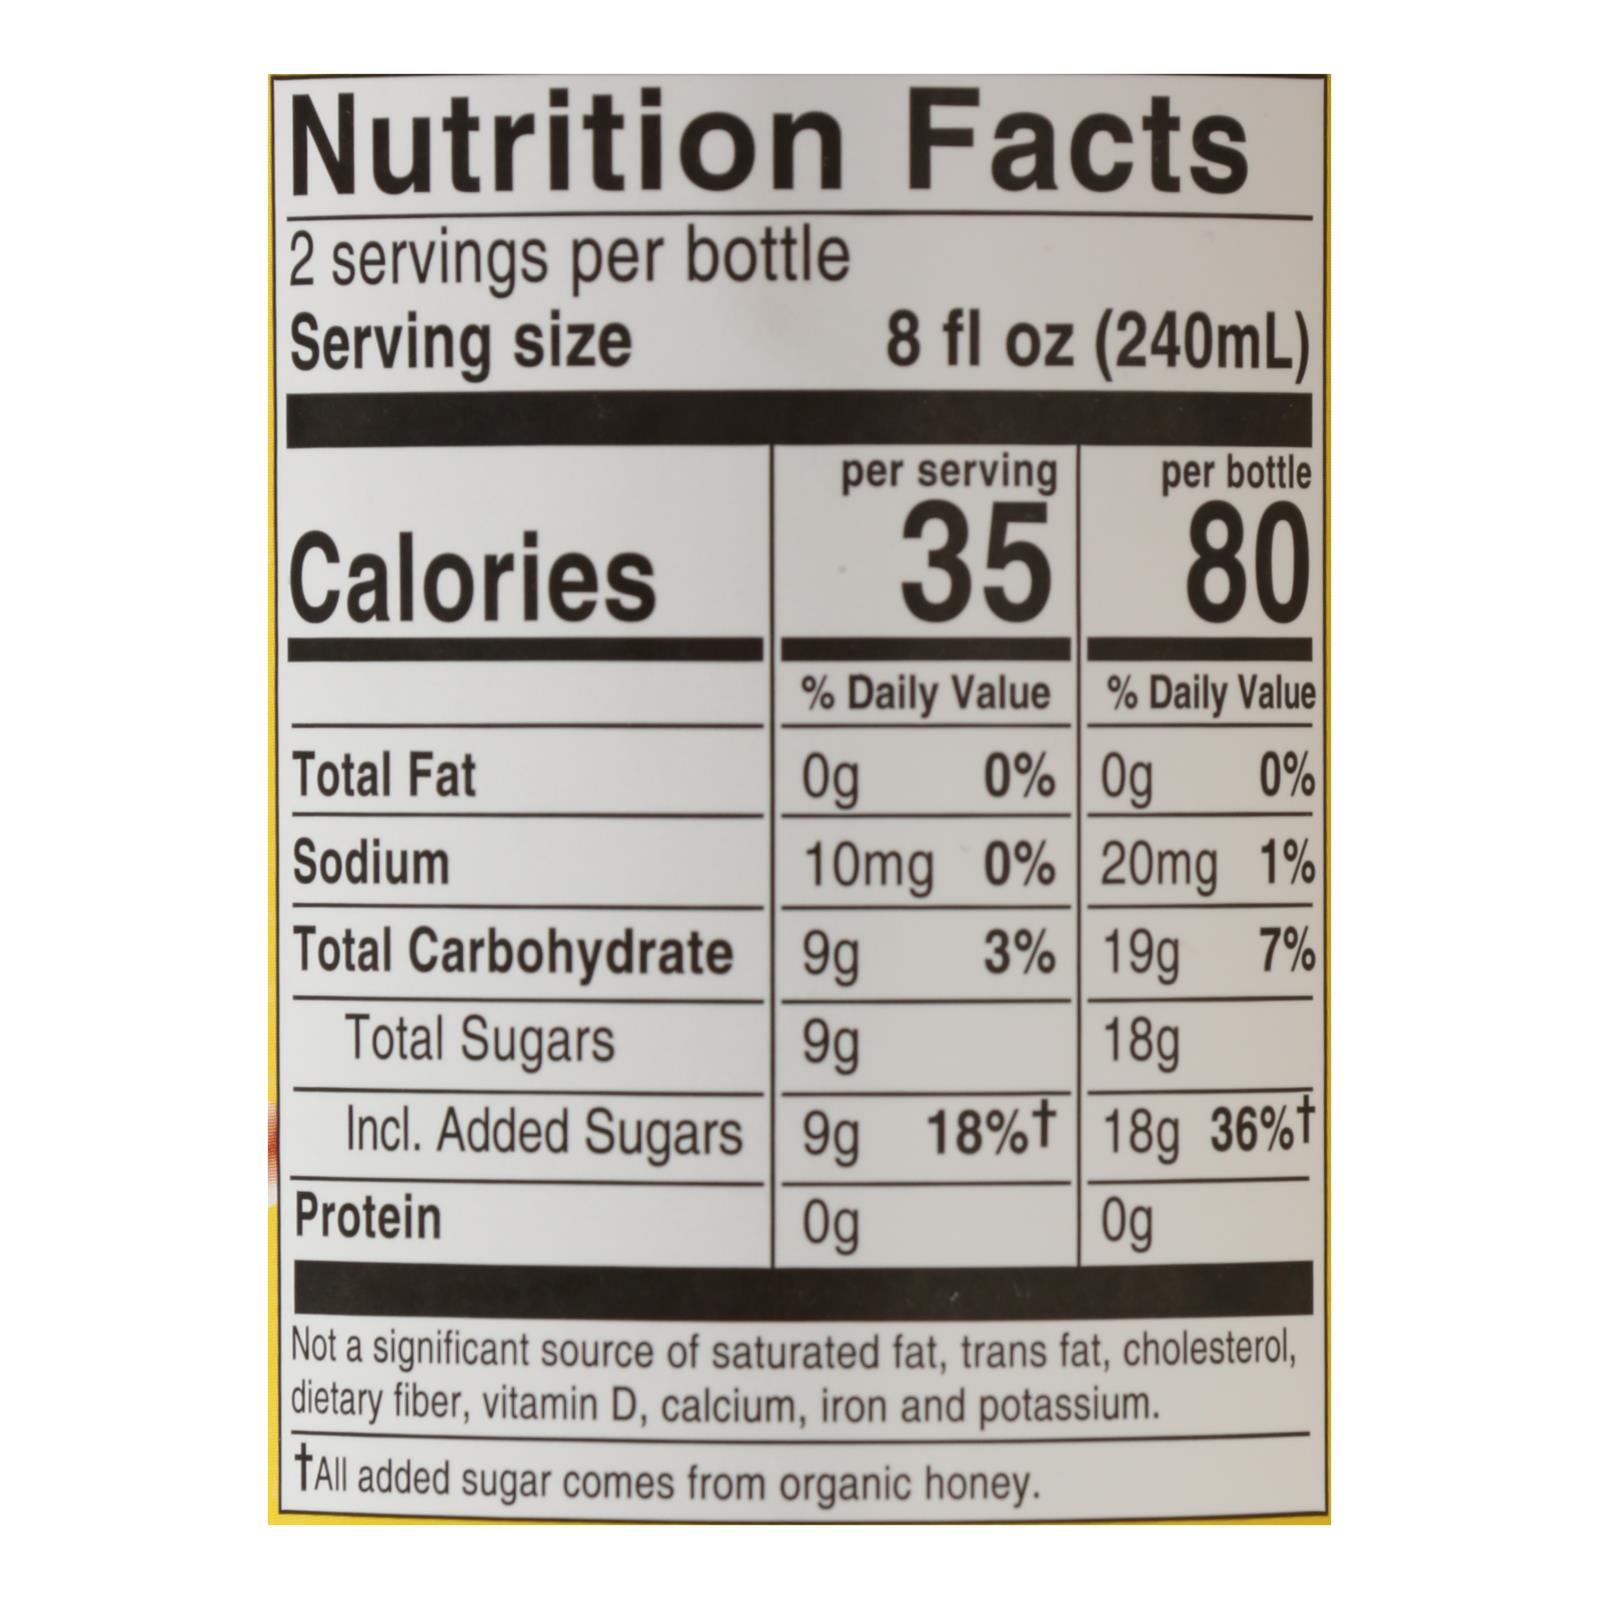 Nutrition Facts
2 servings per bottle
Serving size 8 fl oz (240mL)
per serving per bottle
Calories 35 80
% Daily Value % Daily Value
Total Fat 0g 0% 0g 0%
Sodium 10mg 0% 20mg 1%
Total Carbohydrate 9g 3% 19g 7%
Total Sugars 9g 18g
Incl. Added Sugars 9g 18%† 18g 36%†
Protein 0g 0g
Not a significant source of saturated fat, trans fat, cholesterol,
dietary fiber, vitamin D, calcium, iron and potassium.
†All added sugar comes from organic honey.